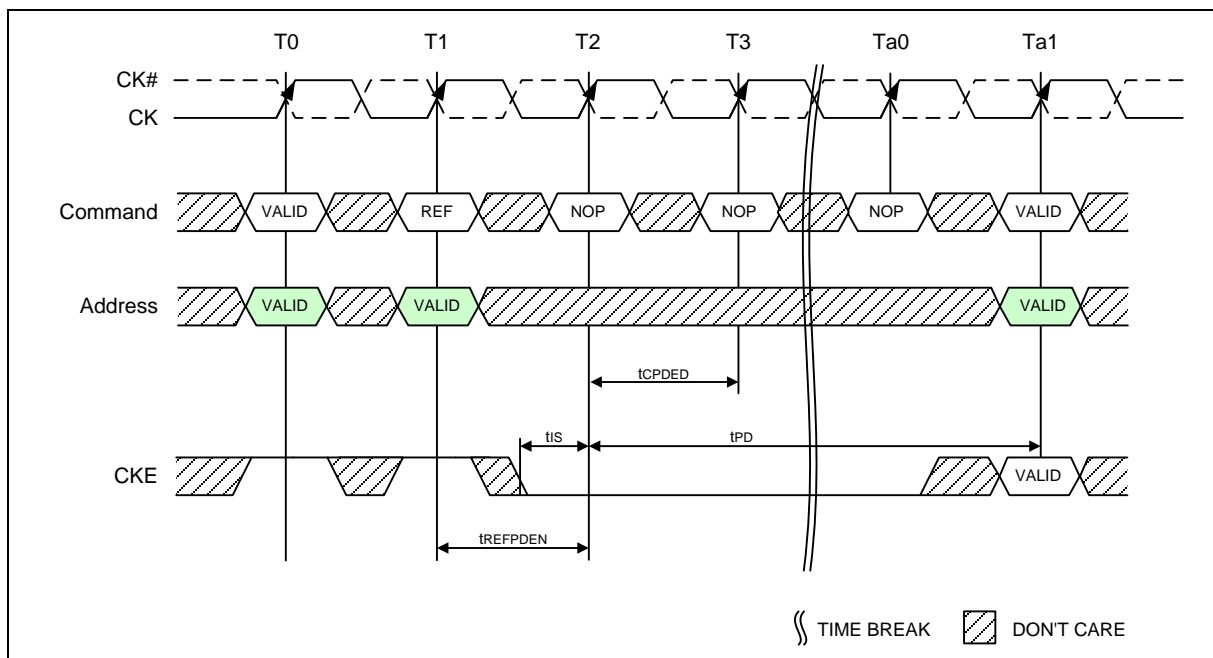 T0 T1 T2 T3 Ta0 Ta1
CK#
CK
Command VALID REF NOP NOP NOP VALID
Address VALID VALID VALID
tCPDED
tIS tPD
CKE VALID
tREFPDEN
TIME BREAK DON'T CARE